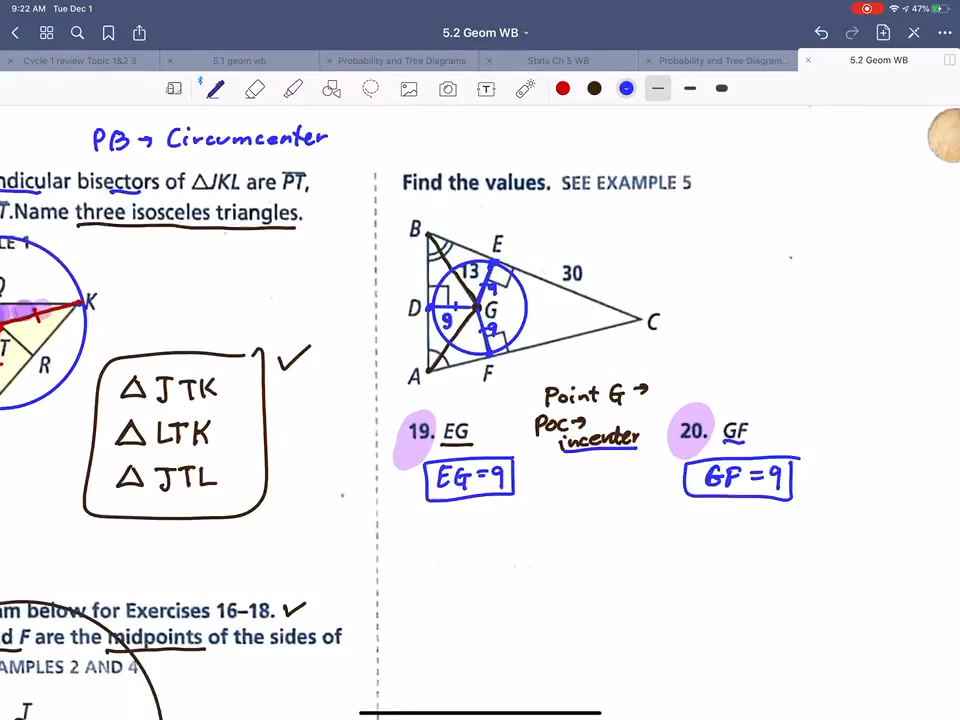 9:22 AM Tue Dec 1
47%
5.2 Geom WB
Cycle 1 review Topic 1&2 3
5.1 geom wb
Probability and Tree Diagrams
Stats Ch 5 WB
Probability and Tree Diagram...
5.2 Geom WB
PB → Circumcenter
ndicular bisectors of △JKL are PT,
T. Name three isosceles triangles.
LE 1
Q
K
T
R
△ JTK
△ LTK
△ JTL
am below for Exercises 16–18.
d F are the midpoints of the sides of
AMPLES 2 AND 4
J
Find the values. SEE EXAMPLE 5
B
E
13
30
9
D
G
9
9
C
A
F
Point G →
POC →
incenter
19. EG
EG = 9
20. GF
GF = 9